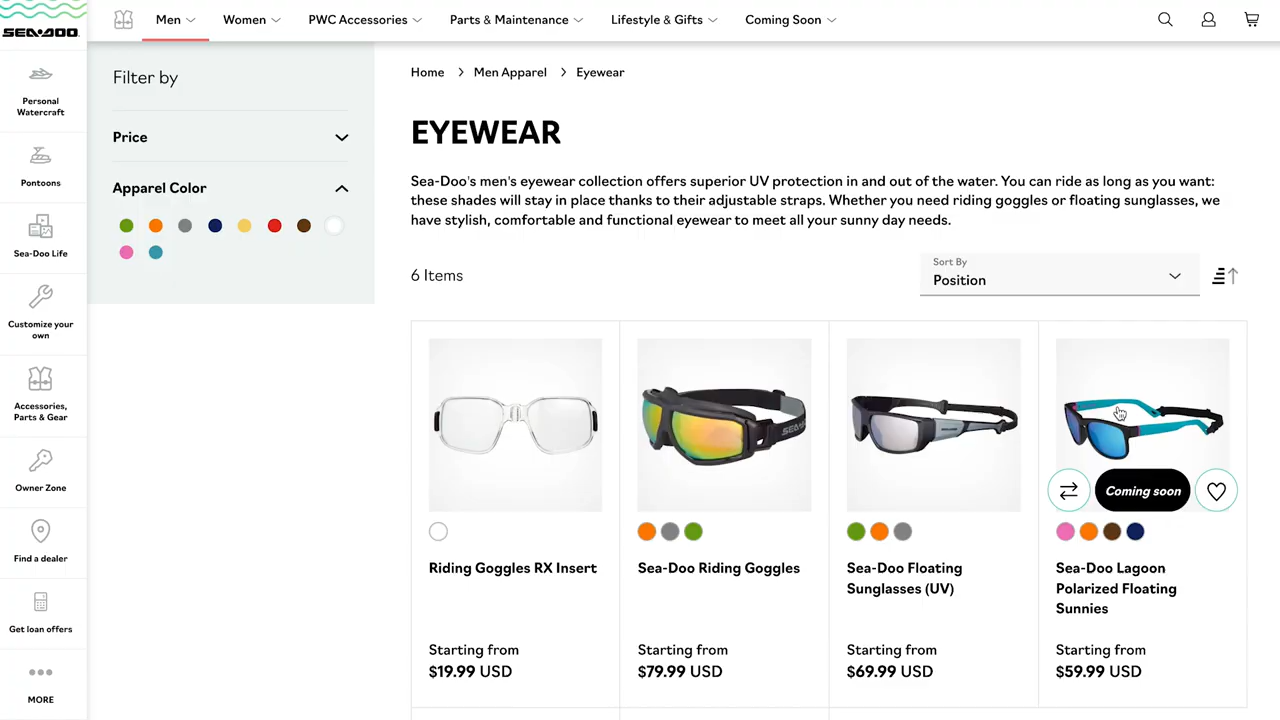 Men
Women
PWC Accessories
Parts & Maintenance
Lifestyle & Gifts
Coming Soon
SEA-DOO
Personal
Watercraft
Pontoons
Sea-Doo Life
Customize your
own
Accessories,
Parts & Gear
Owner Zone
Find a dealer
Get loan offers
MORE
Filter by
Price
Apparel Color
Home > Men Apparel > Eyewear
EYEWEAR
Sea-Doo's men's eyewear collection offers superior UV protection in and out of the water. You can ride as long as you want:
these shades will stay in place thanks to their adjustable straps. Whether you need riding goggles or floating sunglasses, we
have stylish, comfortable and functional eyewear to meet all your sunny day needs.
6 Items
Sort By
Position
Riding Goggles RX Insert
Starting from
$19.99 USD
SEA-DOO
Sea-Doo Riding Goggles
Starting from
$79.99 USD
Sea-Doo Floating
Sunglasses (UV)
Starting from
$69.99 USD
Coming soon
Sea-Doo Lagoon
Polarized Floating
Sunnies
Starting from
$59.99 USD